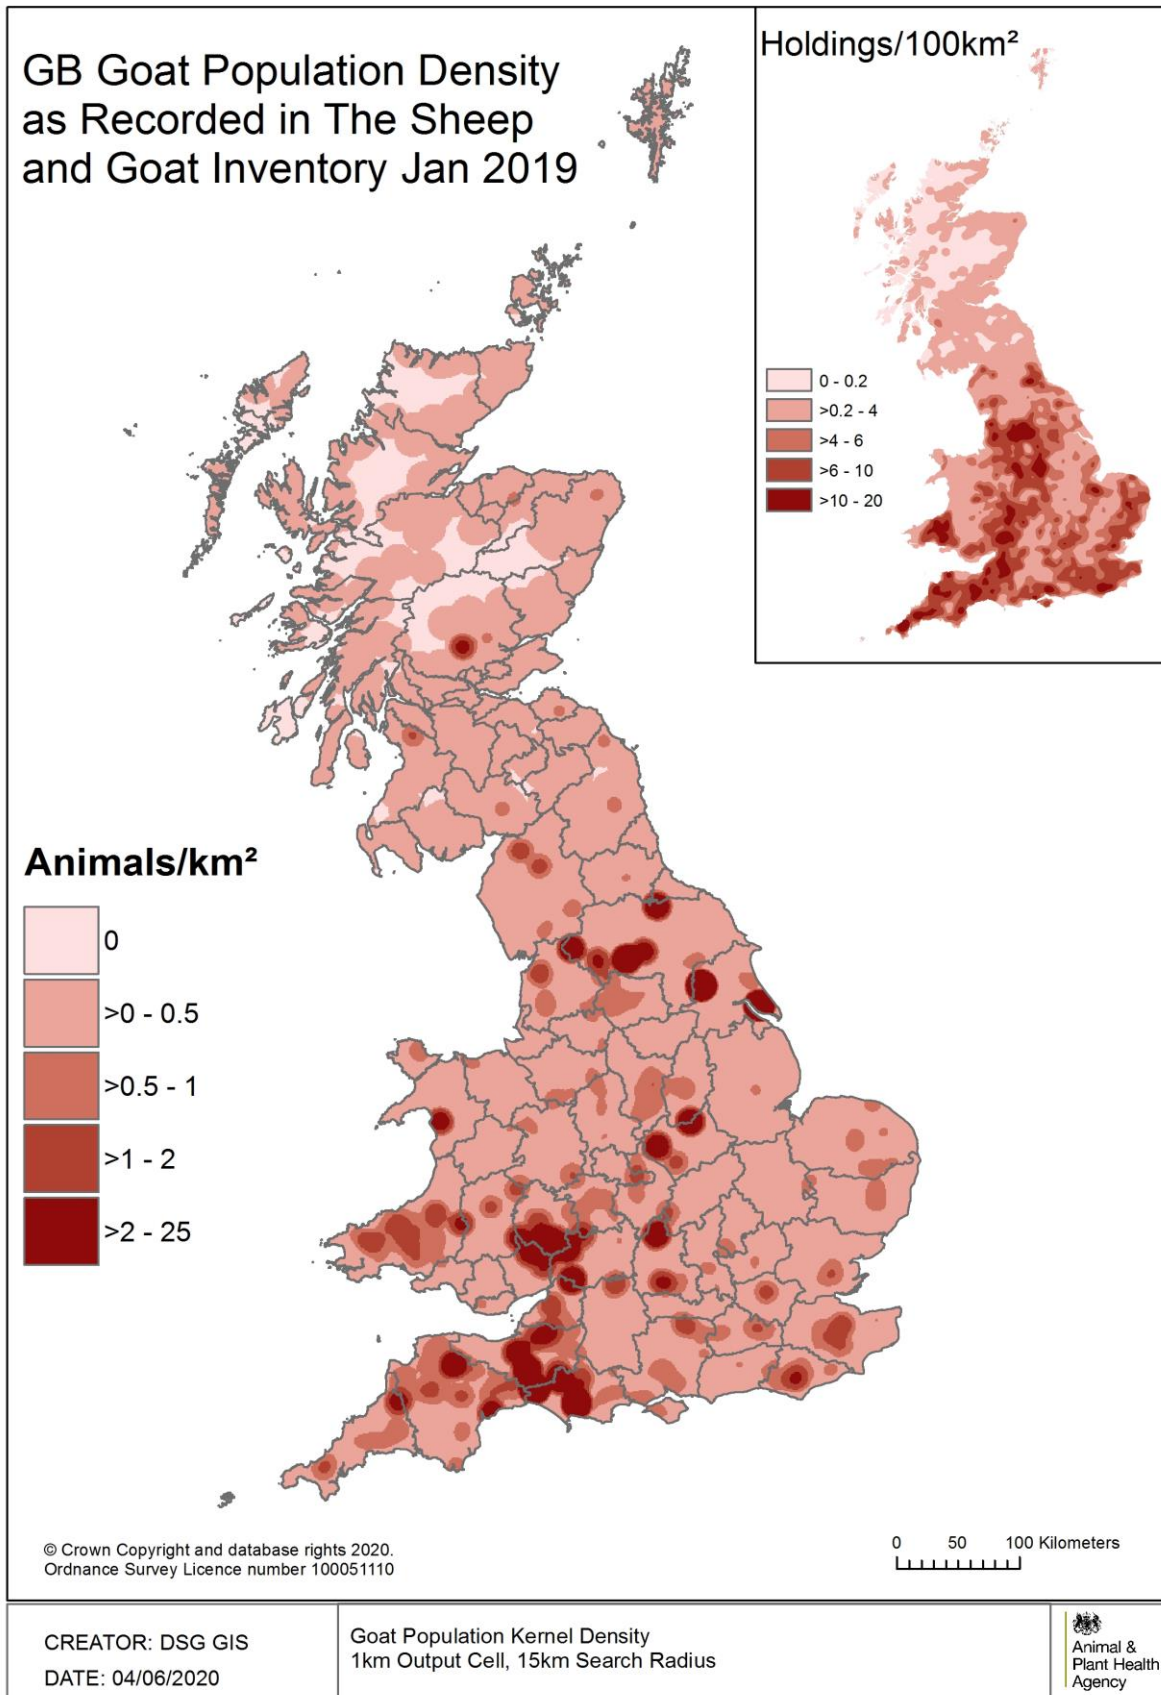 GB Goat Population Density
as Recorded in The Sheep
and Goat Inventory Jan 2019
Holdings/100km²
0 - 0.2
>0.2 - 4
>4 - 6
>6 - 10
>10 - 20
Animals/km²
0
>0 - 0.5
>0.5 - 1
>1 - 2
>2 - 25
© Crown Copyright and database rights 2020.
Ordnance Survey Licence number 100051110
0 50 100 Kilometers
CREATOR: DSG GIS
DATE: 04/06/2020
Goat Population Kernel Density
1km Output Cell, 15km Search Radius
Animal &
Plant Health
Agency